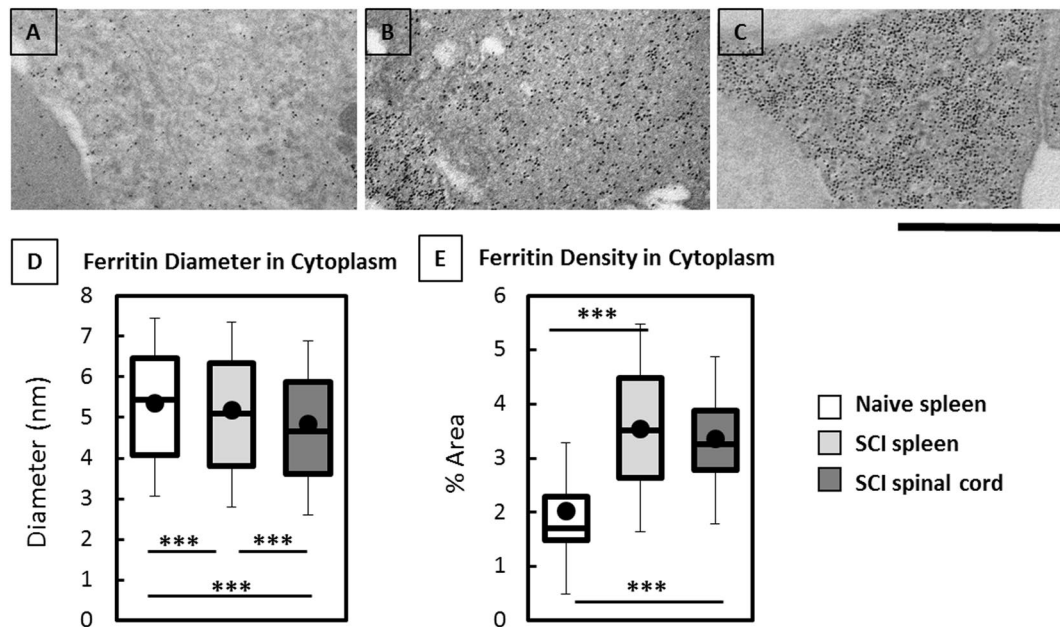 A
B
C
D Ferritin Diameter in Cytoplasm
8
7
6
5
4
3
2
1
0
Diameter (nm)
***
***
***
E Ferritin Density in Cytoplasm
6
5
4
3
2
1
0
% Area
***
***
Naive spleen
SCI spleen
SCI spinal cord